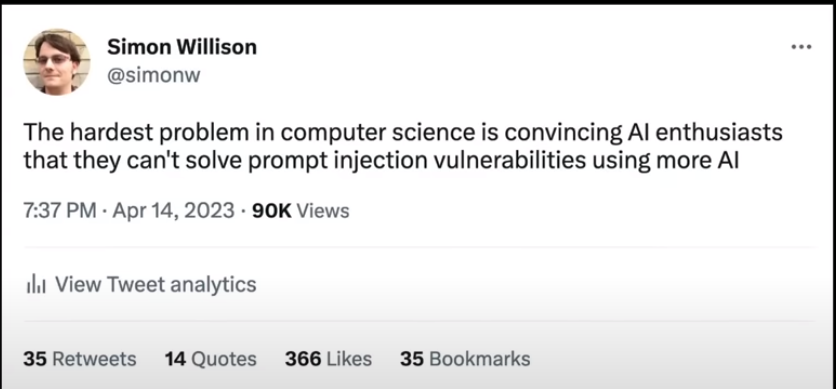 Simon Willison
@simonw
The hardest problem in computer science is convincing AI enthusiasts
that they can't solve prompt injection vulnerabilities using more AI
7:37 PM · Apr 14, 2023 · 90K Views
View Tweet analytics
35 Retweets 14 Quotes 366 Likes 35 Bookmarks